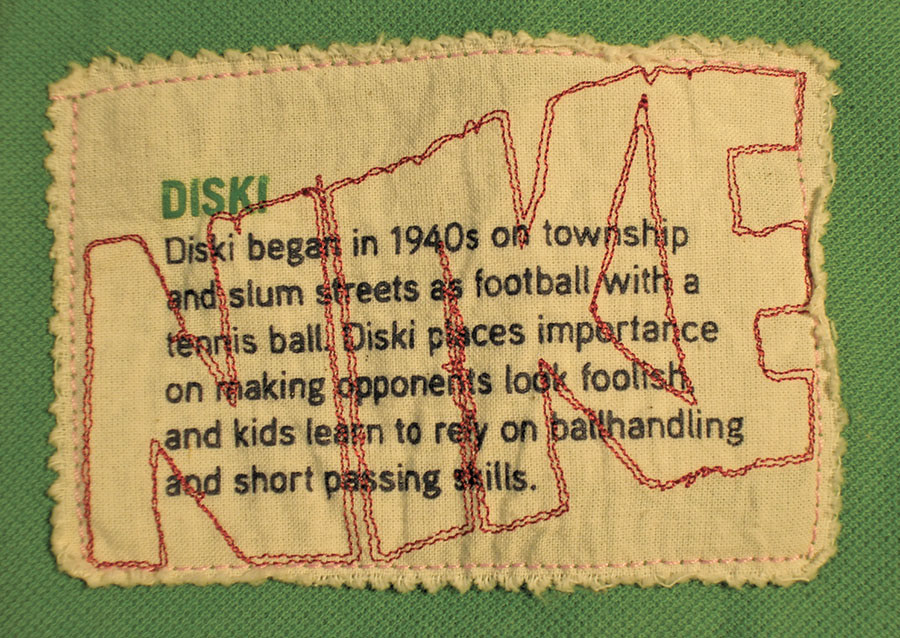 NIKE
DISKI
Diski began in 1940s on township
and slum streets as football with a
tennis ball. Diski places importance
on making opponents look foolish,
and kids learn to rely on ballhandling
and short passing skills.